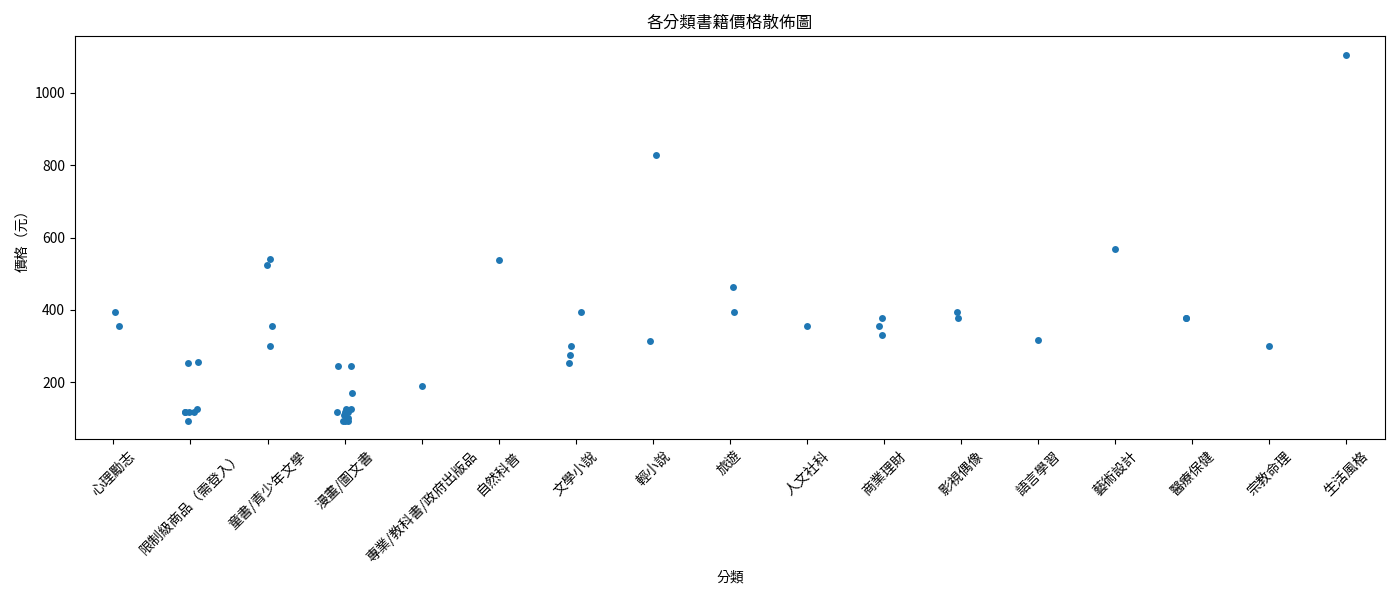 各分類書籍價格散佈圖
價格（元）
1000
800
600
400
200
心理勵志
限制級商品（需登入）
童書/青少年文學
漫畫/圖文書
專業/教科書/政府出版品
自然科普
文學小說
輕小說
旅遊
人文社科
商業理財
影視偶像
語言學習
藝術設計
醫療保健
宗教命理
生活風格
分類